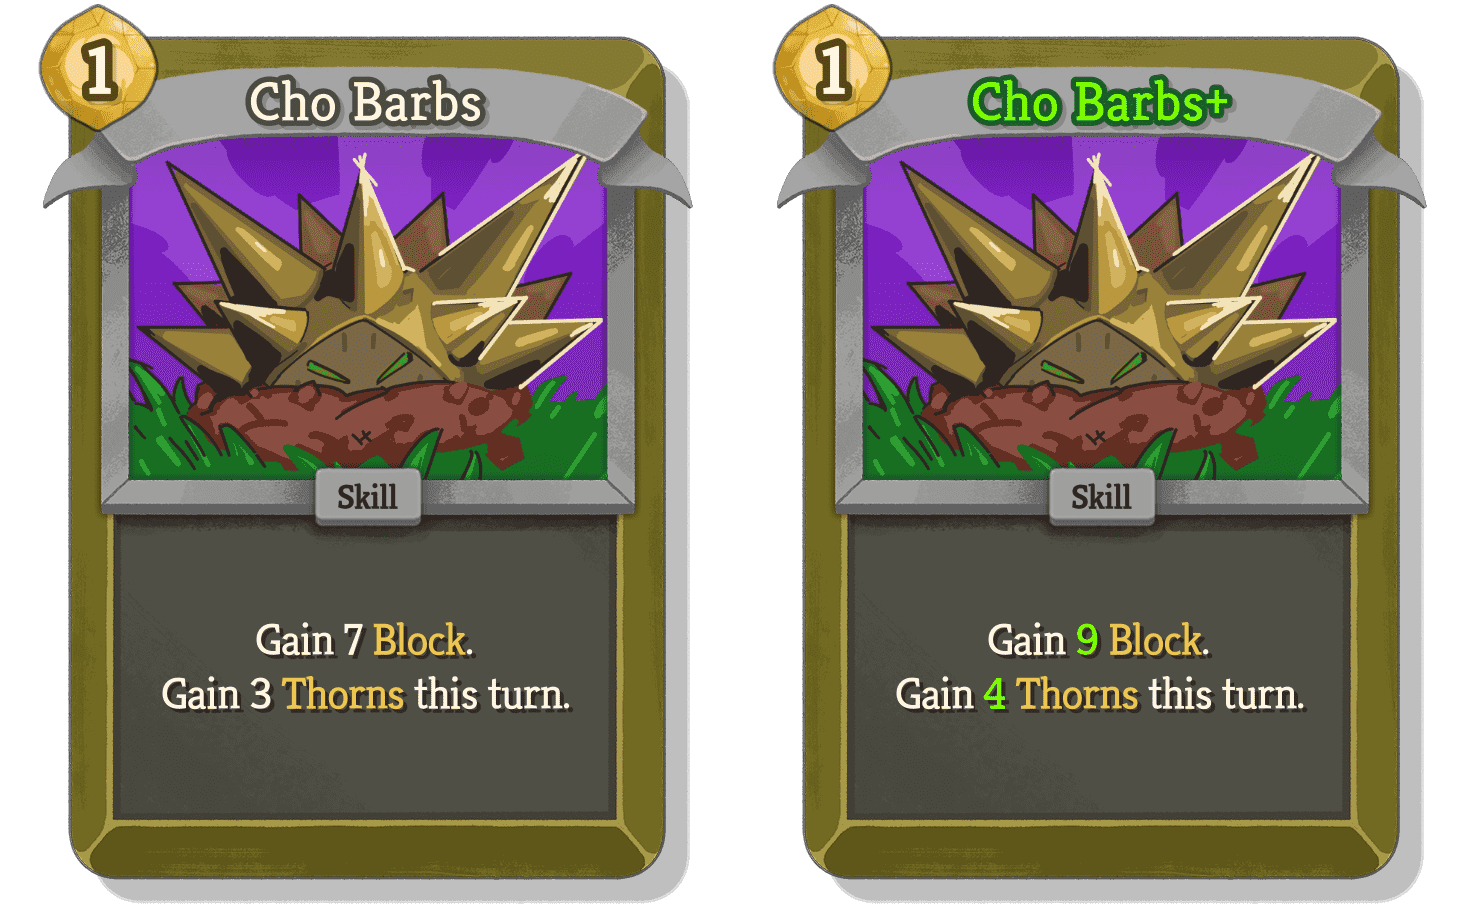 1
Cho Barbs
Skill
Gain 7 Block.
Gain 3 Thorns this turn.
1
Cho Barbs+
Skill
Gain 9 Block.
Gain 4 Thorns this turn.